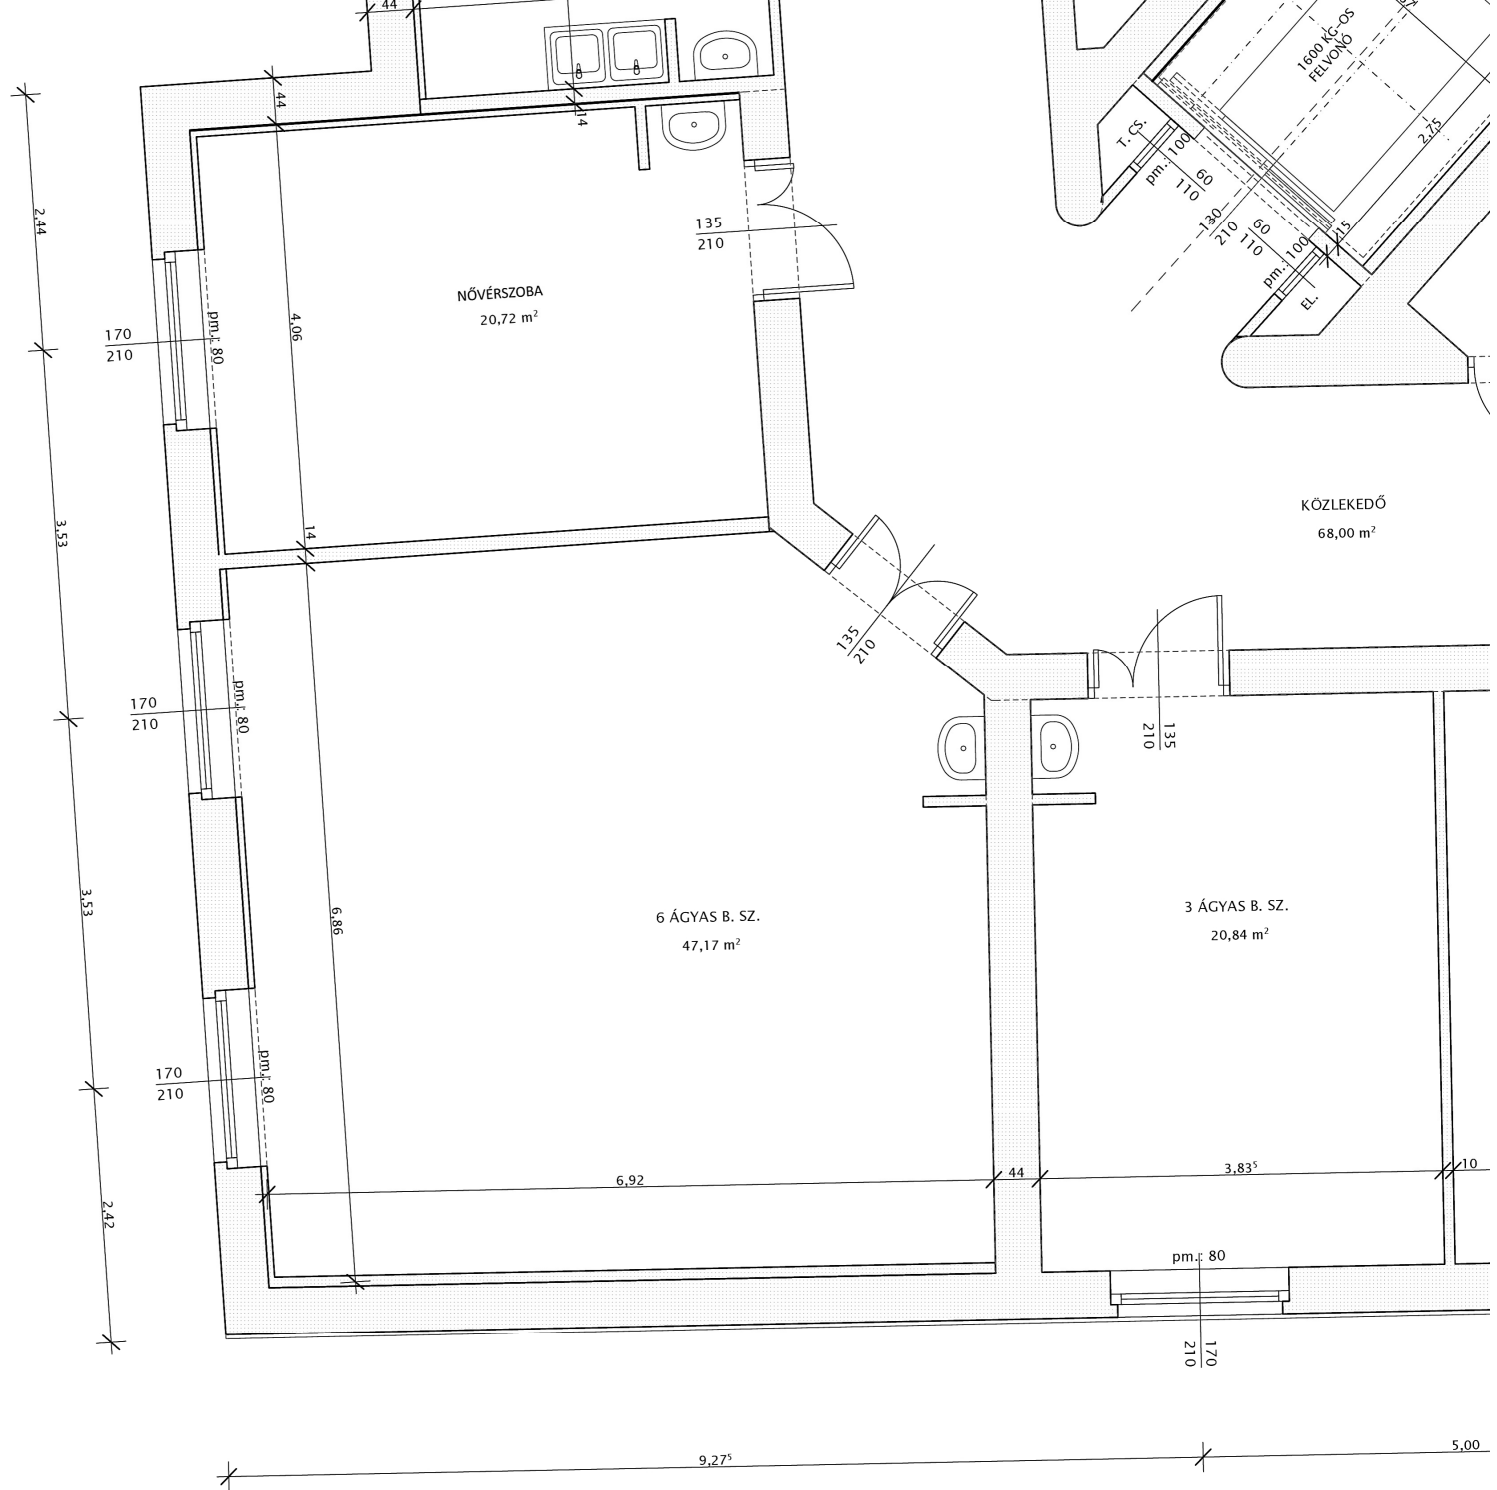 44
44
14
1600 KG-OS
FELVONÓ
2,75
T. CS.
pm.: 100
60
110
130
210
60
110
15
pm.: 100
EL.
2,44
135
210
NŐVÉRSZOBA
20,72 m²
4,06
170
210
pm.: 80
3,53
14
KÖZLEKEDŐ
68,00 m²
135
210
170
210
pm.: 80
135
210
3,53
6,86
6 ÁGYAS B. SZ.
47,17 m²
3 ÁGYAS B. SZ.
20,84 m²
170
210
pm.: 80
6,92
44
3,83⁵
10
2,42
pm.: 80
170
210
9,27⁵
5,00